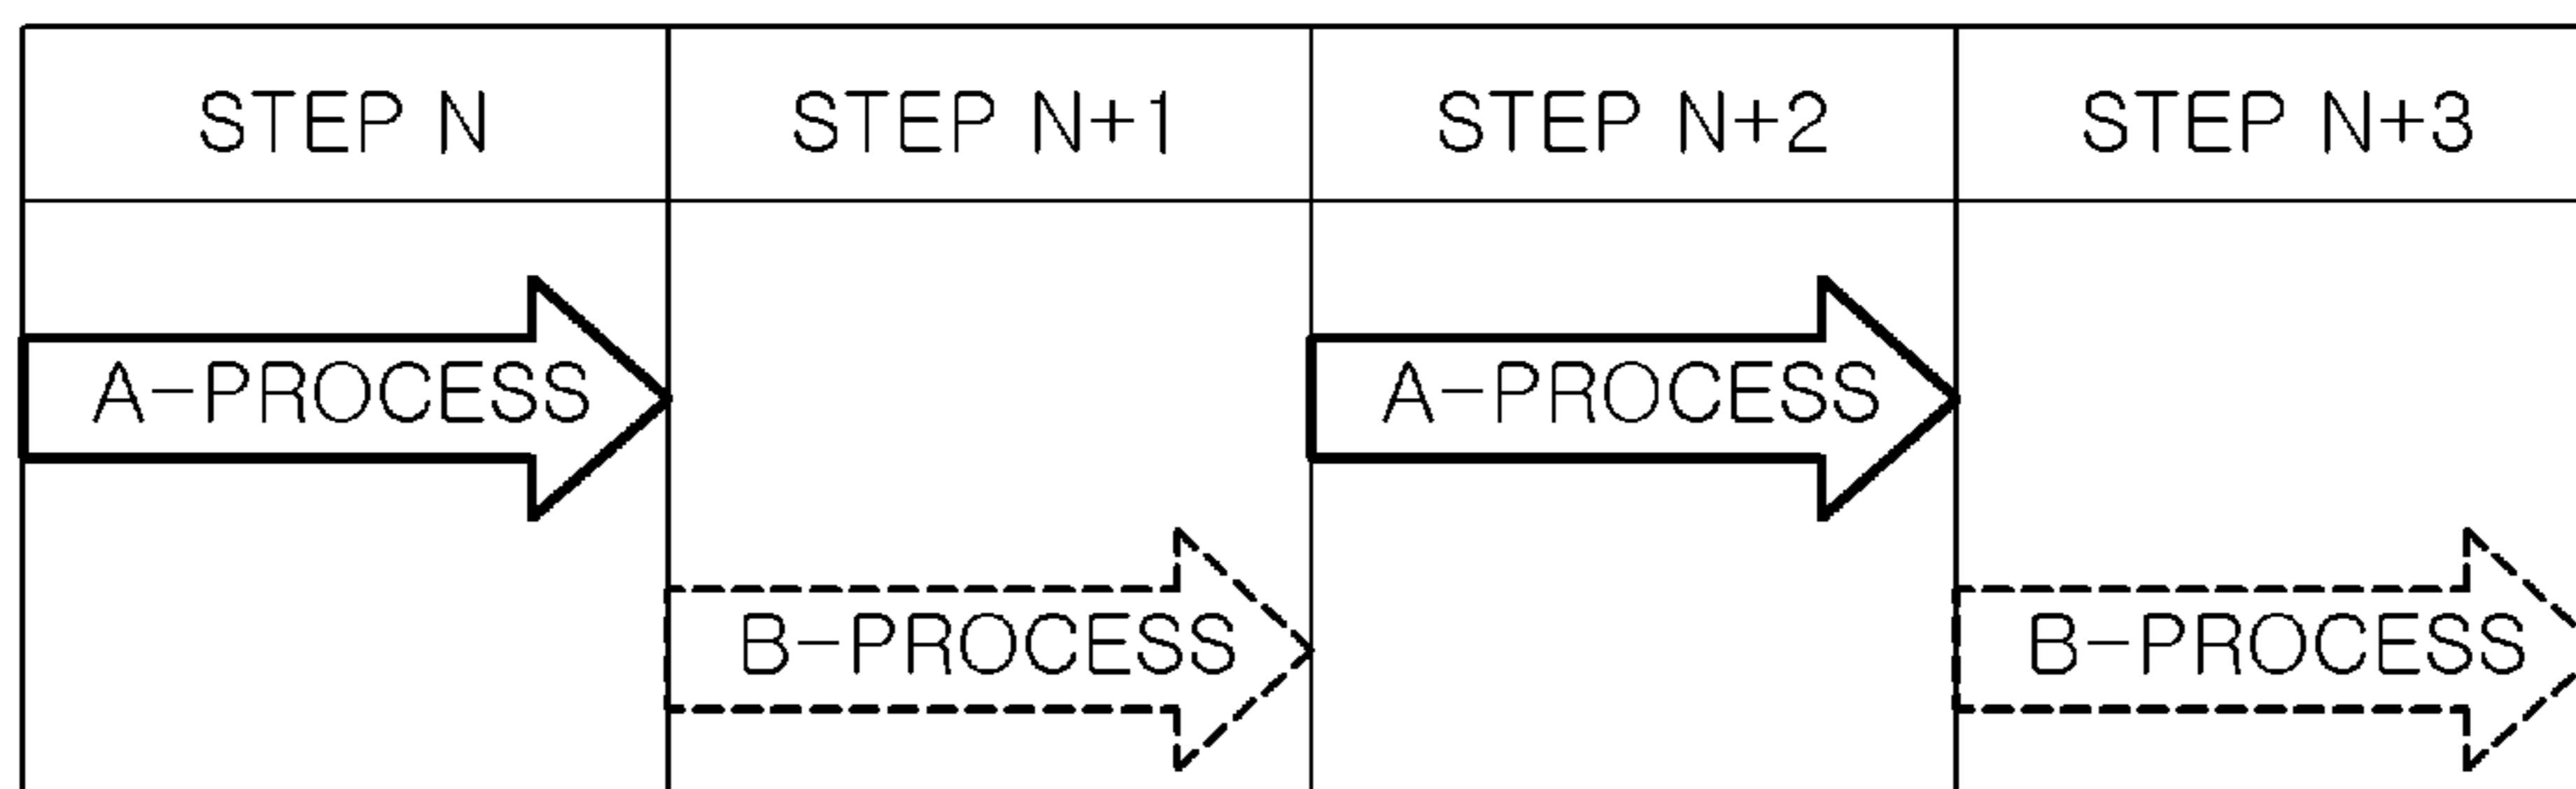 STEP N
STEP N+1
STEP N+2
STEP N+3
A-PROCESS
A-PROCESS
B-PROCESS
B-PROCESS